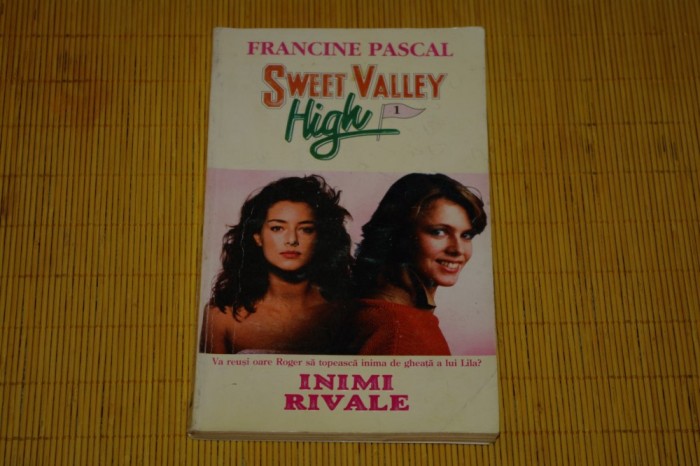 FRANCINE PASCAL
SWEET VALLEY
High
1
Va reuși oare Roger să topească inima de gheață a lui Lila?
INIMI
RIVALE